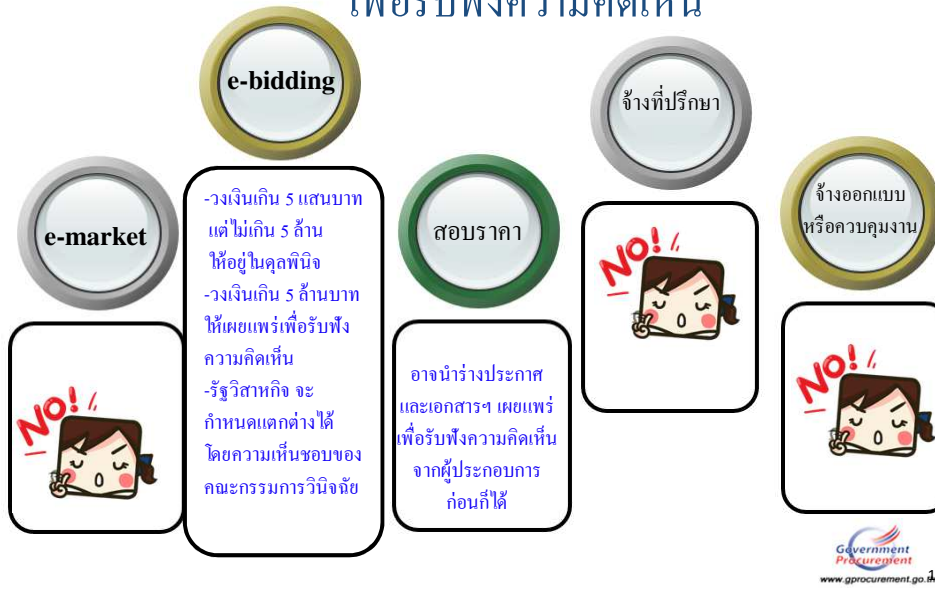 เพื่อรับฟังความคิดเห็น
e-market
NO!
e-bidding
-วงเงินเกิน 5 แสนบาท
แต่ไม่เกิน 5 ล้าน
ให้อยู่ในดุลพินิจ
-วงเงินเกิน 5 ล้านบาท
ให้เผยแพร่เพื่อรับฟัง
ความคิดเห็น
-รัฐวิสาหกิจ จะ
กำหนดแตกต่างได้
โดยความเห็นชอบของ
คณะกรรมการวินิจฉัย
สอบราคา
อาจนำร่างประกาศ
และเอกสารฯ เผยแพร่
เพื่อรับฟังความคิดเห็น
จากผู้ประกอบการ
ก่อนก็ได้
จ้างที่ปรึกษา
NO!
จ้างออกแบบ
หรือควบคุมงาน
NO!
Government
Procurement
www.gprocurement.go.th